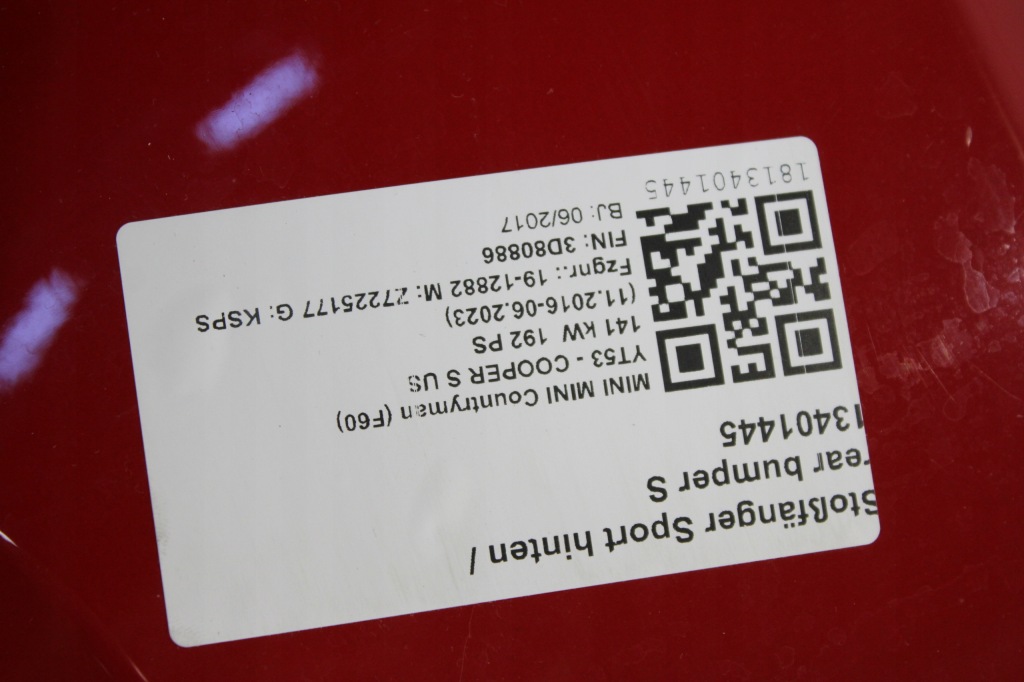 Stoßfänger Sport hinten /
rear bumper S
13401445
MINI MINI Countryman (F60)
YT53 - COOPER S US
141 kW 192 PS
(11.2016-06.2023)
Fzgnr.: 19-12882 M: Z7225177 G: KSPS
FIN: 3D80886
BJ: 06/2017
1813401445